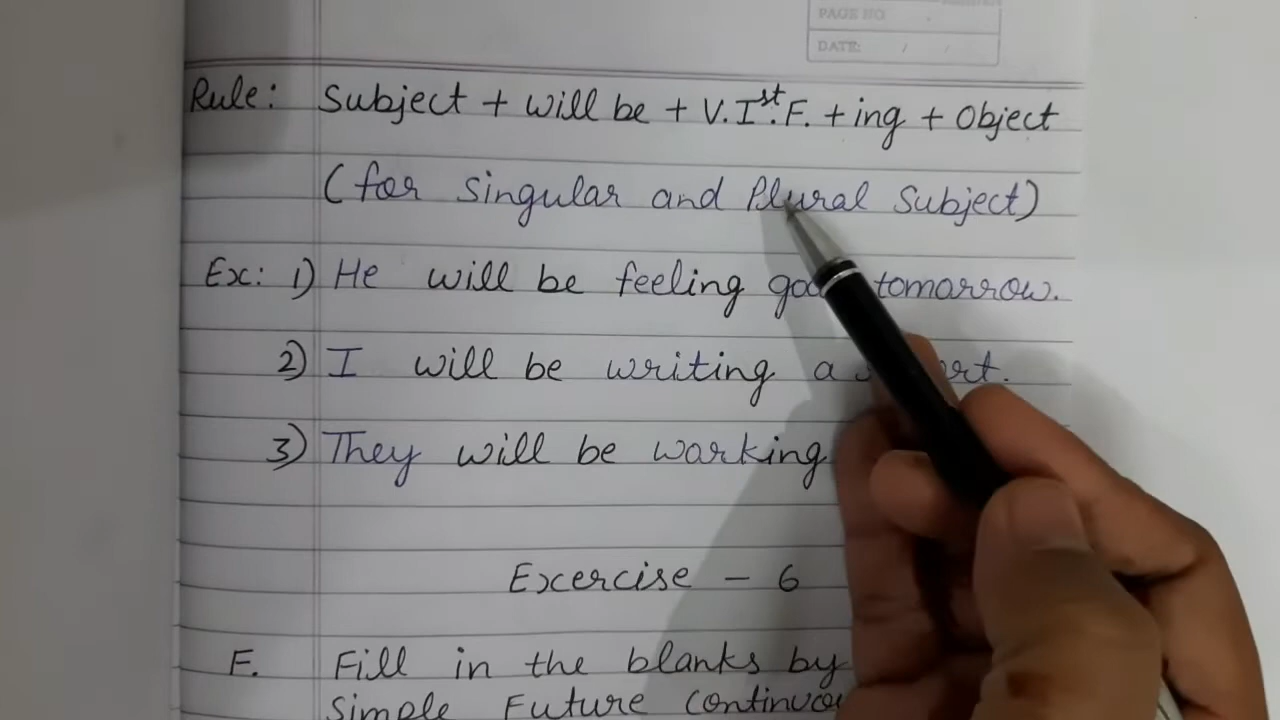 PAGE NO.
DATE: / /
Rule: Subject + will be + V.Ist.F. + ing + Object
(for singular and Plural Subject)
Ex: 1) He will be feeling tomorrow.
2) I will be writing a
3) They will be working
Excercise - 6
F. Fill in the blanks by
Simple Future